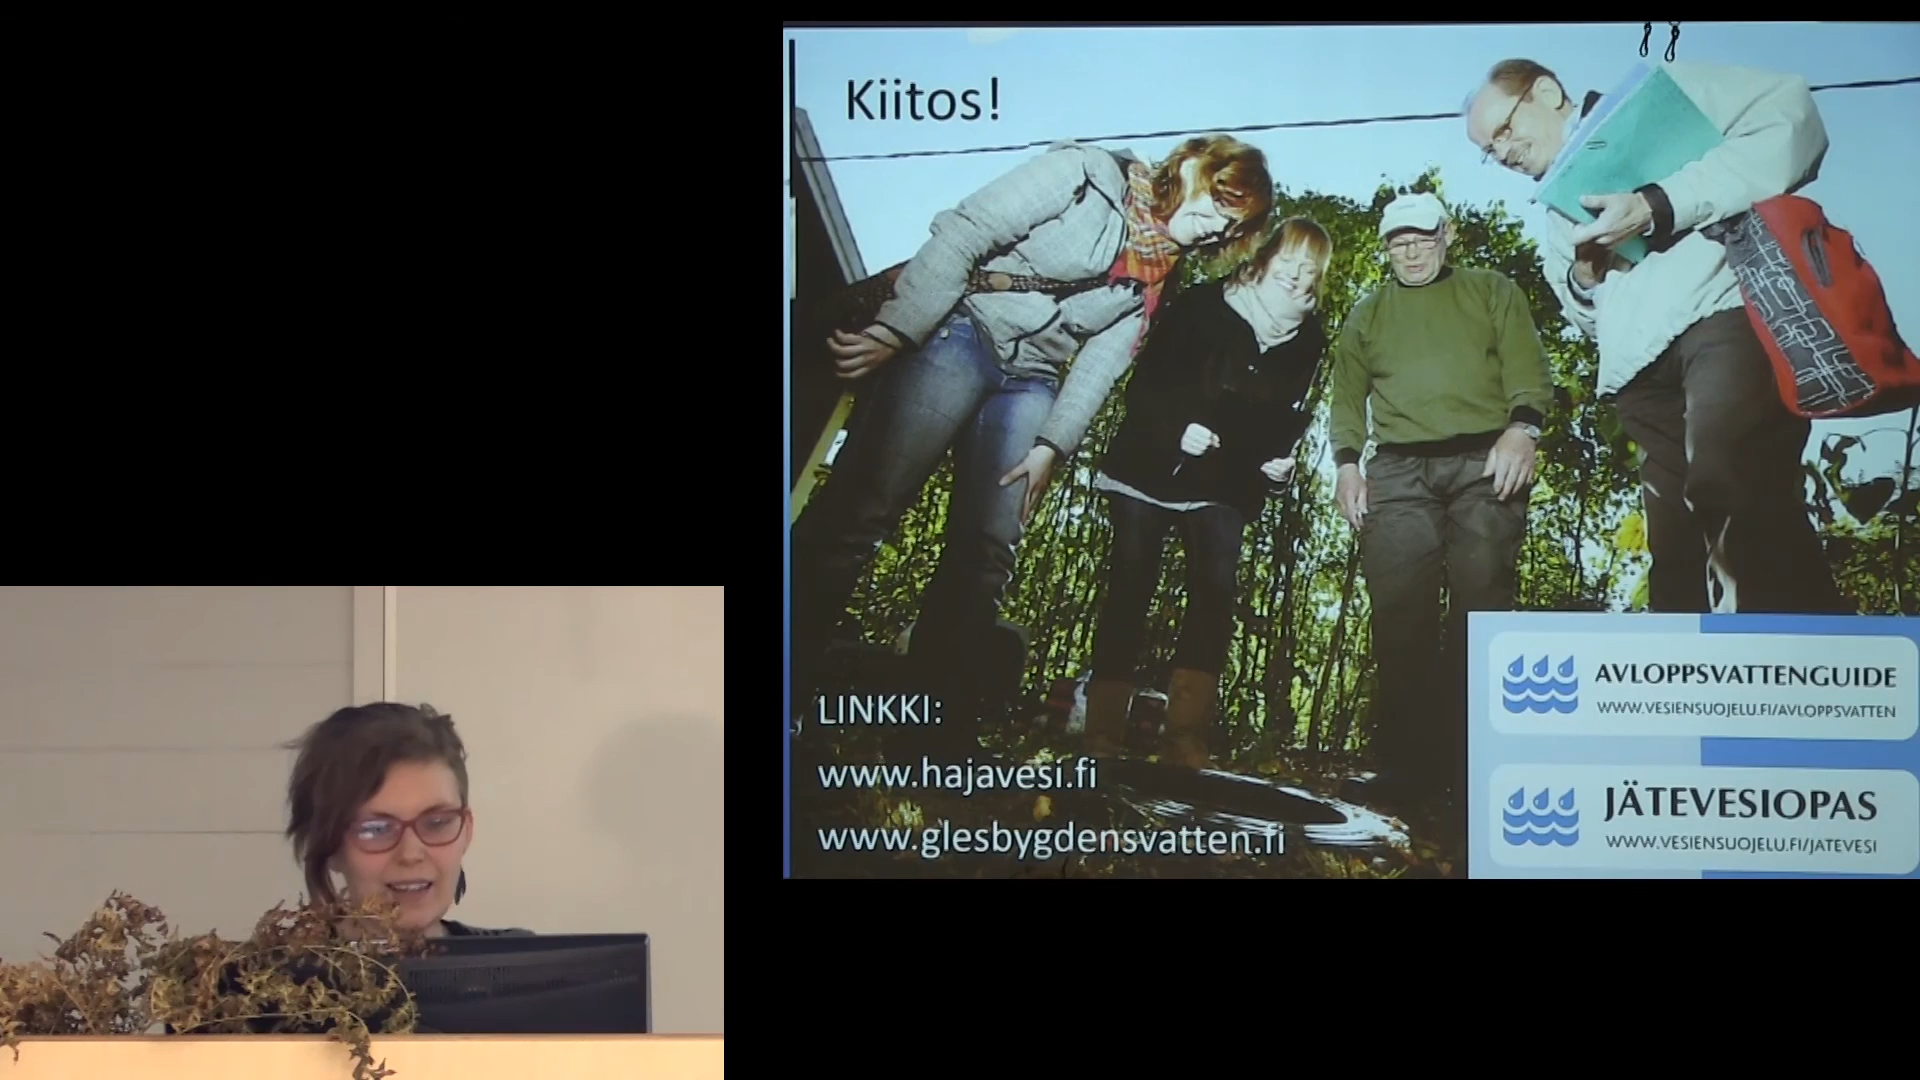 Kiitos!
LINKKI:
www.hajavesi.fi
www.glesbygdensvatten.fi
AVLOPPSVATTENGUIDE
WWW.VESIENSUOJELU.FI/AVLOPPSVATTEN
JÄTEVESIOPAS
WWW.VESIENSUOJELU.FI/JATEVESI